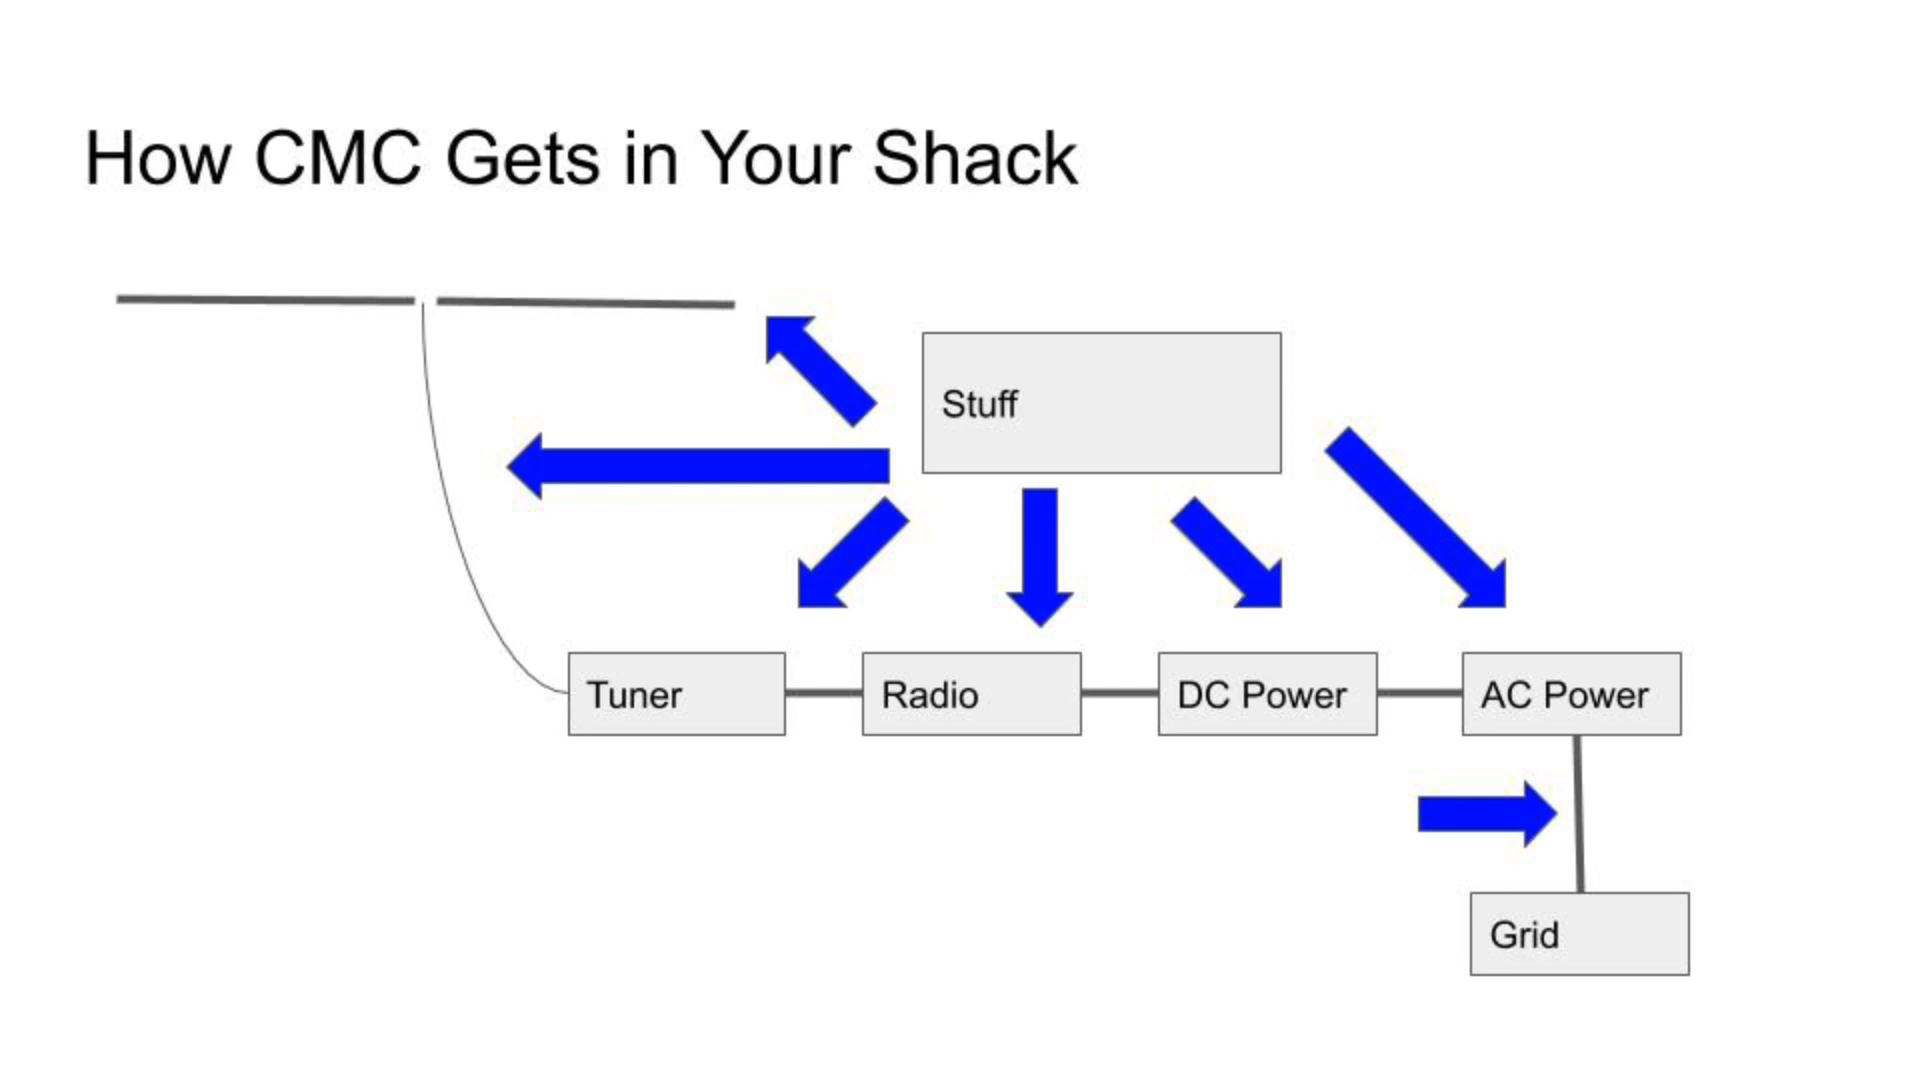 How CMC Gets in Your Shack
Stuff
Tuner
Radio
DC Power
AC Power
Grid